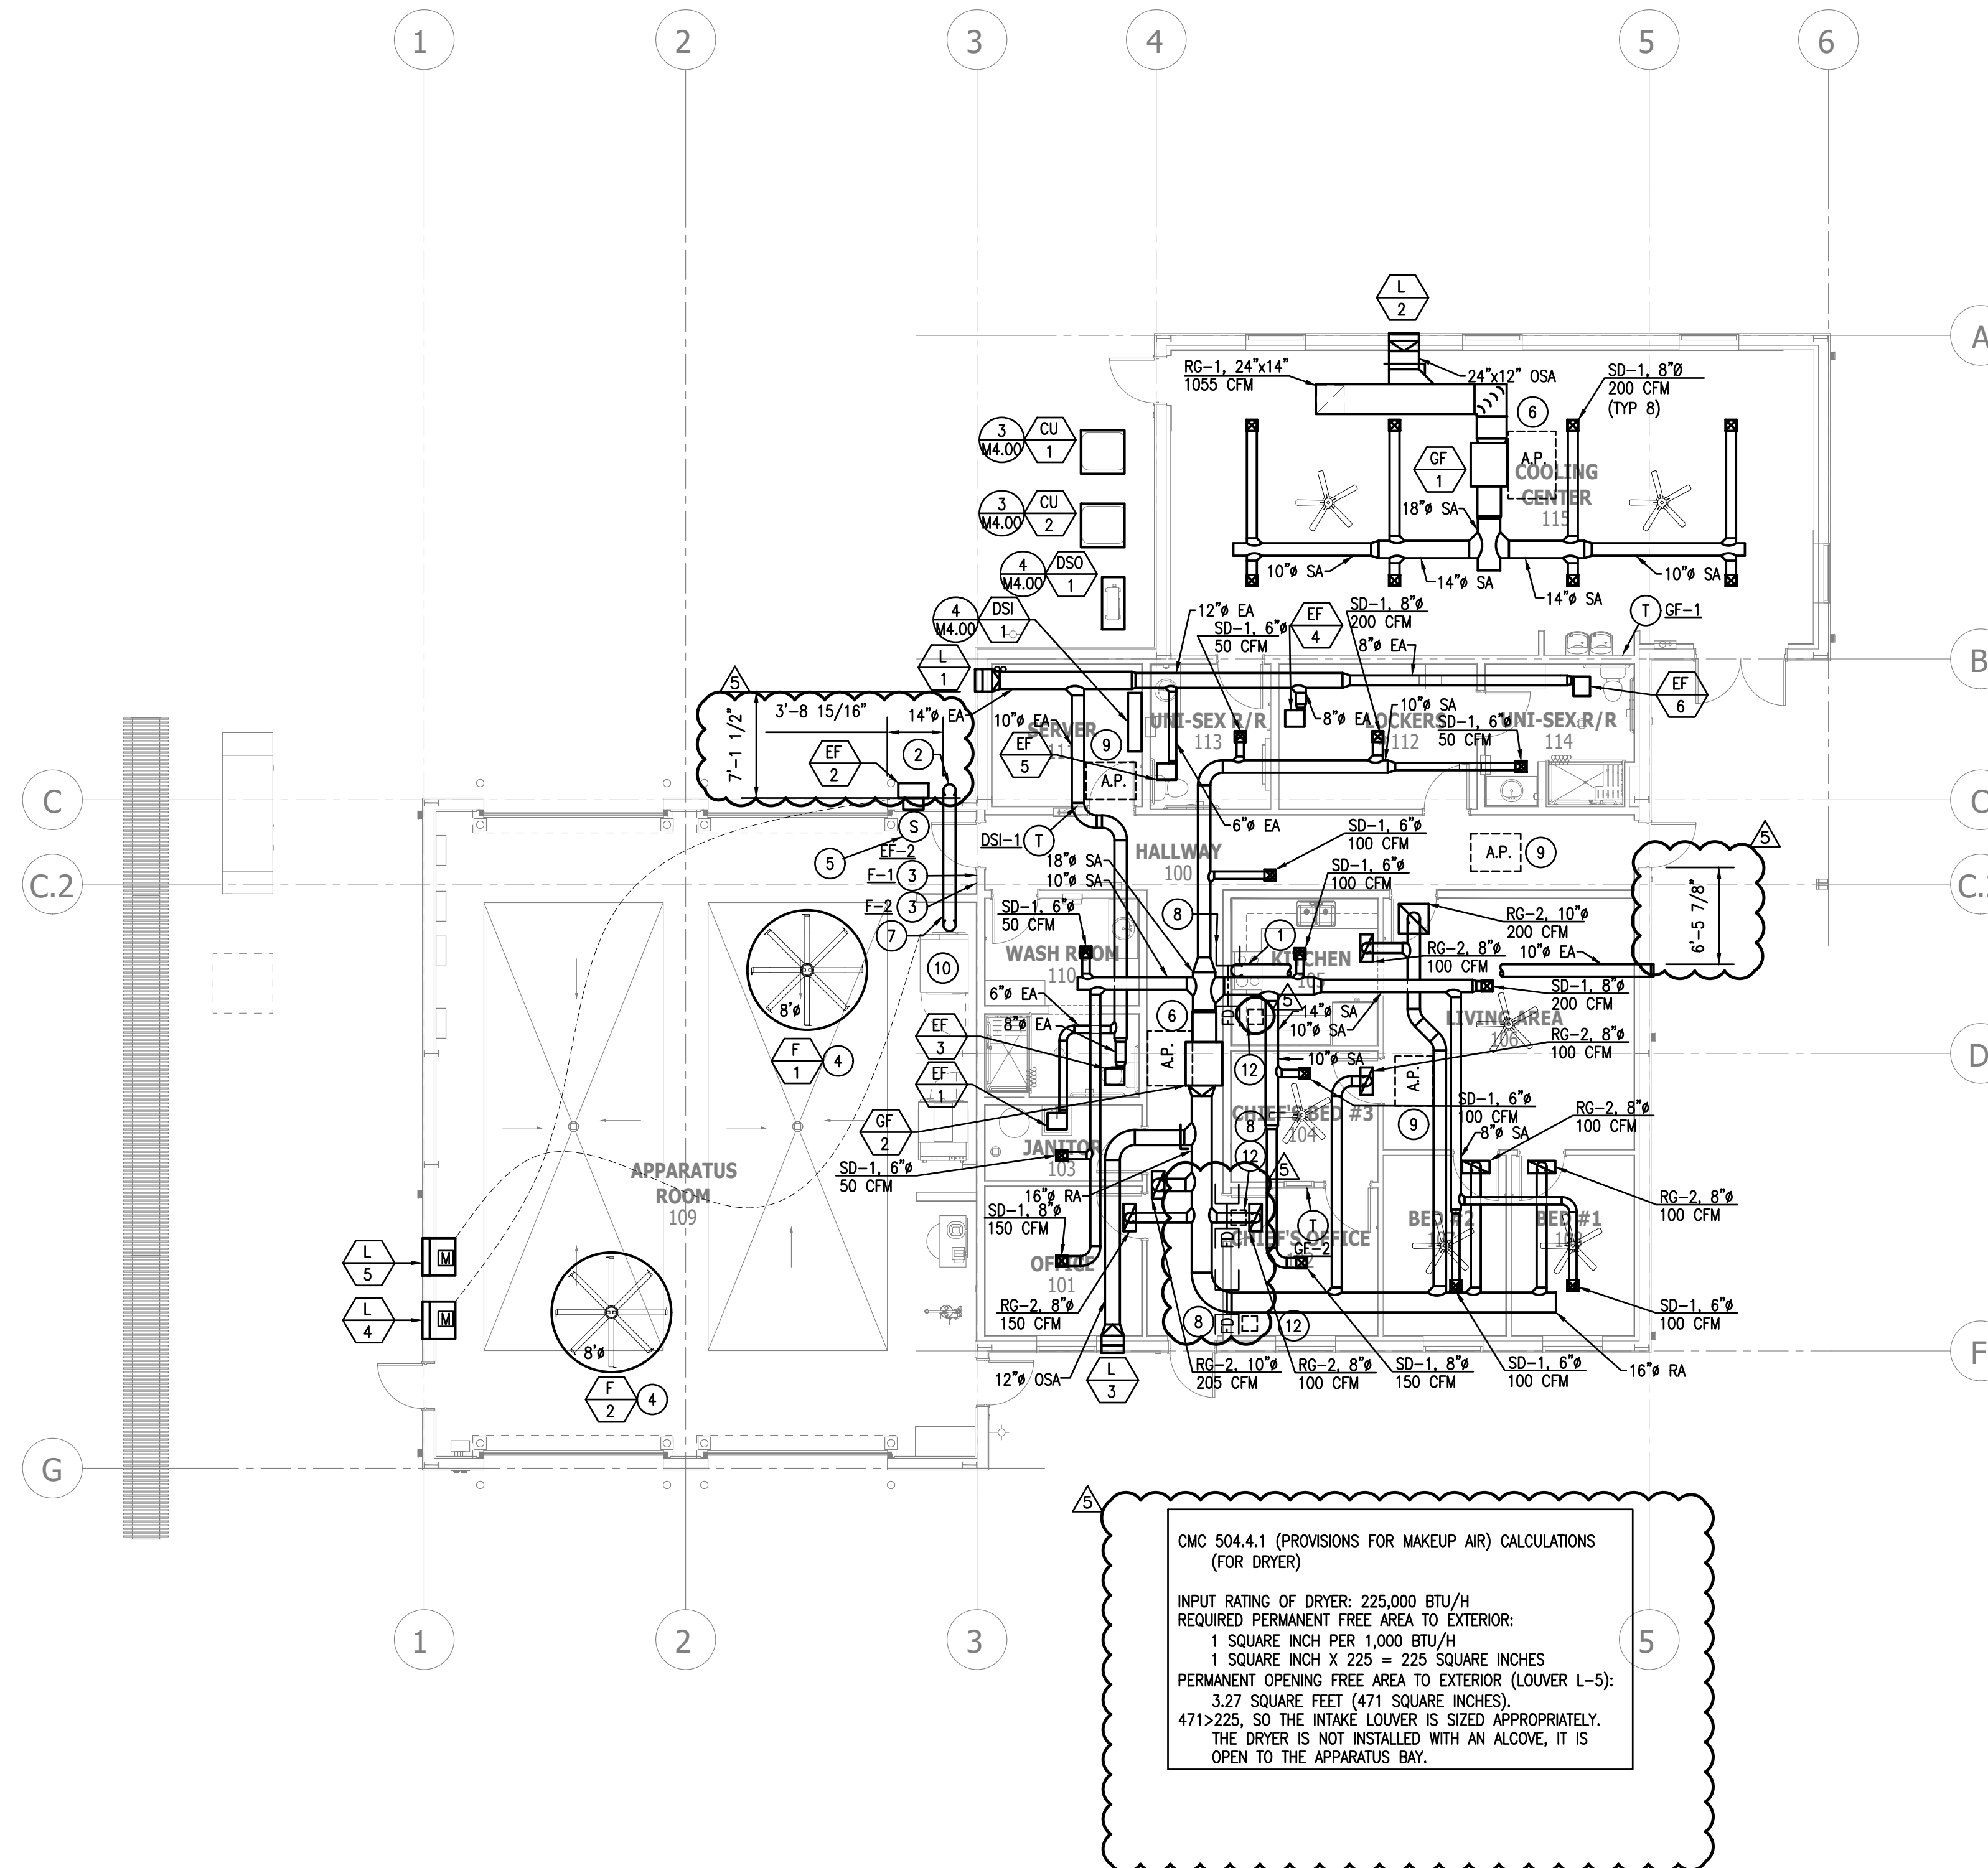 1
2
3
4
5
6
L
2
RG-1, 24"x14"
1055 CFM
24"x12" OSA
SD-1, 8"Ø
200 CFM
(TYP 8)
A
3
M4.00
CU
1
6
A.P.
GF
1
COOLING
CENTER
115
18"ø SA
3
M4.00
CU
2
4
M4.00
DSO
1
10"ø SA
14"ø SA
14"ø SA
10"ø SA
4
M4.00
DSI
1
12"ø EA
SD-1, 6"ø
50 CFM
EF
4
SD-1, 8"ø
200 CFM
8"ø EA
T
GF-1
L
1
B
5
3'-8 15/16"
7'-1 1/2"
14"ø EA
10"ø EA
SERVER
9
UNI-SEX R/R
113
8"ø EA
LOCKERS
112
10"ø SA
SD-1, 6"ø
50 CFM
UNI-SEX R/R
114
EF
6
EF
2
2
EF
5
A.P.
C
C
S
5
EF-2
DSI-1
T
6"ø EA
SD-1, 6"ø
100 CFM
HALLWAY
100
A.P.
9
5
18"ø SA
10"ø SA
SD-1, 6"ø
100 CFM
C.2
F-1
3
F-2
3
7
SD-1, 6"ø
50 CFM
8
1
RG-2, 10"ø
200 CFM
6'-5 7/8"
WASH ROOM
110
KITCHEN
105
RG-2, 8"ø
100 CFM
10"ø EA
10
6"ø EA
8"ø EA
6
FD
5
14"ø SA
10"ø SA
SD-1, 8"ø
200 CFM
LIVING AREA
106
8'ø
F
1
4
EF
3
A.P.
12
10"ø SA
RG-2, 8"ø
100 CFM
A.P.
D
EF
1
SD-1, 6"ø
100 CFM
RG-2, 8"ø
100 CFM
GF
2
JANITOR
103
8
CHIEF'S BED #3
104
9
8"ø SA
12
5
APPARATUS
ROOM
109
SD-1, 6"ø
50 CFM
16"ø RA
SD-1, 8"ø
150 CFM
RG-2, 8"ø
100 CFM
T
GF-2
CHIEF'S OFFICE
BED #2
BED #1
FD
OFFICE
101
L
5
M
L
4
M
RG-2, 8"ø
150 CFM
8
FD
12
SD-1, 6"ø
100 CFM
8'ø
F
2
4
12"ø OSA
L
3
RG-2, 10"ø
205 CFM
RG-2, 8"ø
100 CFM
SD-1, 8"ø
150 CFM
SD-1, 6"ø
100 CFM
16"ø RA
F
G
5
CMC 504.4.1 (PROVISIONS FOR MAKEUP AIR) CALCULATIONS
(FOR DRYER)
INPUT RATING OF DRYER: 225,000 BTU/H
REQUIRED PERMANENT FREE AREA TO EXTERIOR:
1 SQUARE INCH PER 1,000 BTU/H
1 SQUARE INCH X 225 = 225 SQUARE INCHES
PERMANENT OPENING FREE AREA TO EXTERIOR (LOUVER L-5):
3.27 SQUARE FEET (471 SQUARE INCHES).
471>225, SO THE INTAKE LOUVER IS SIZED APPROPRIATELY.
THE DRYER IS NOT INSTALLED WITH AN ALCOVE, IT IS
OPEN TO THE APPARATUS BAY.
1
2
3
5